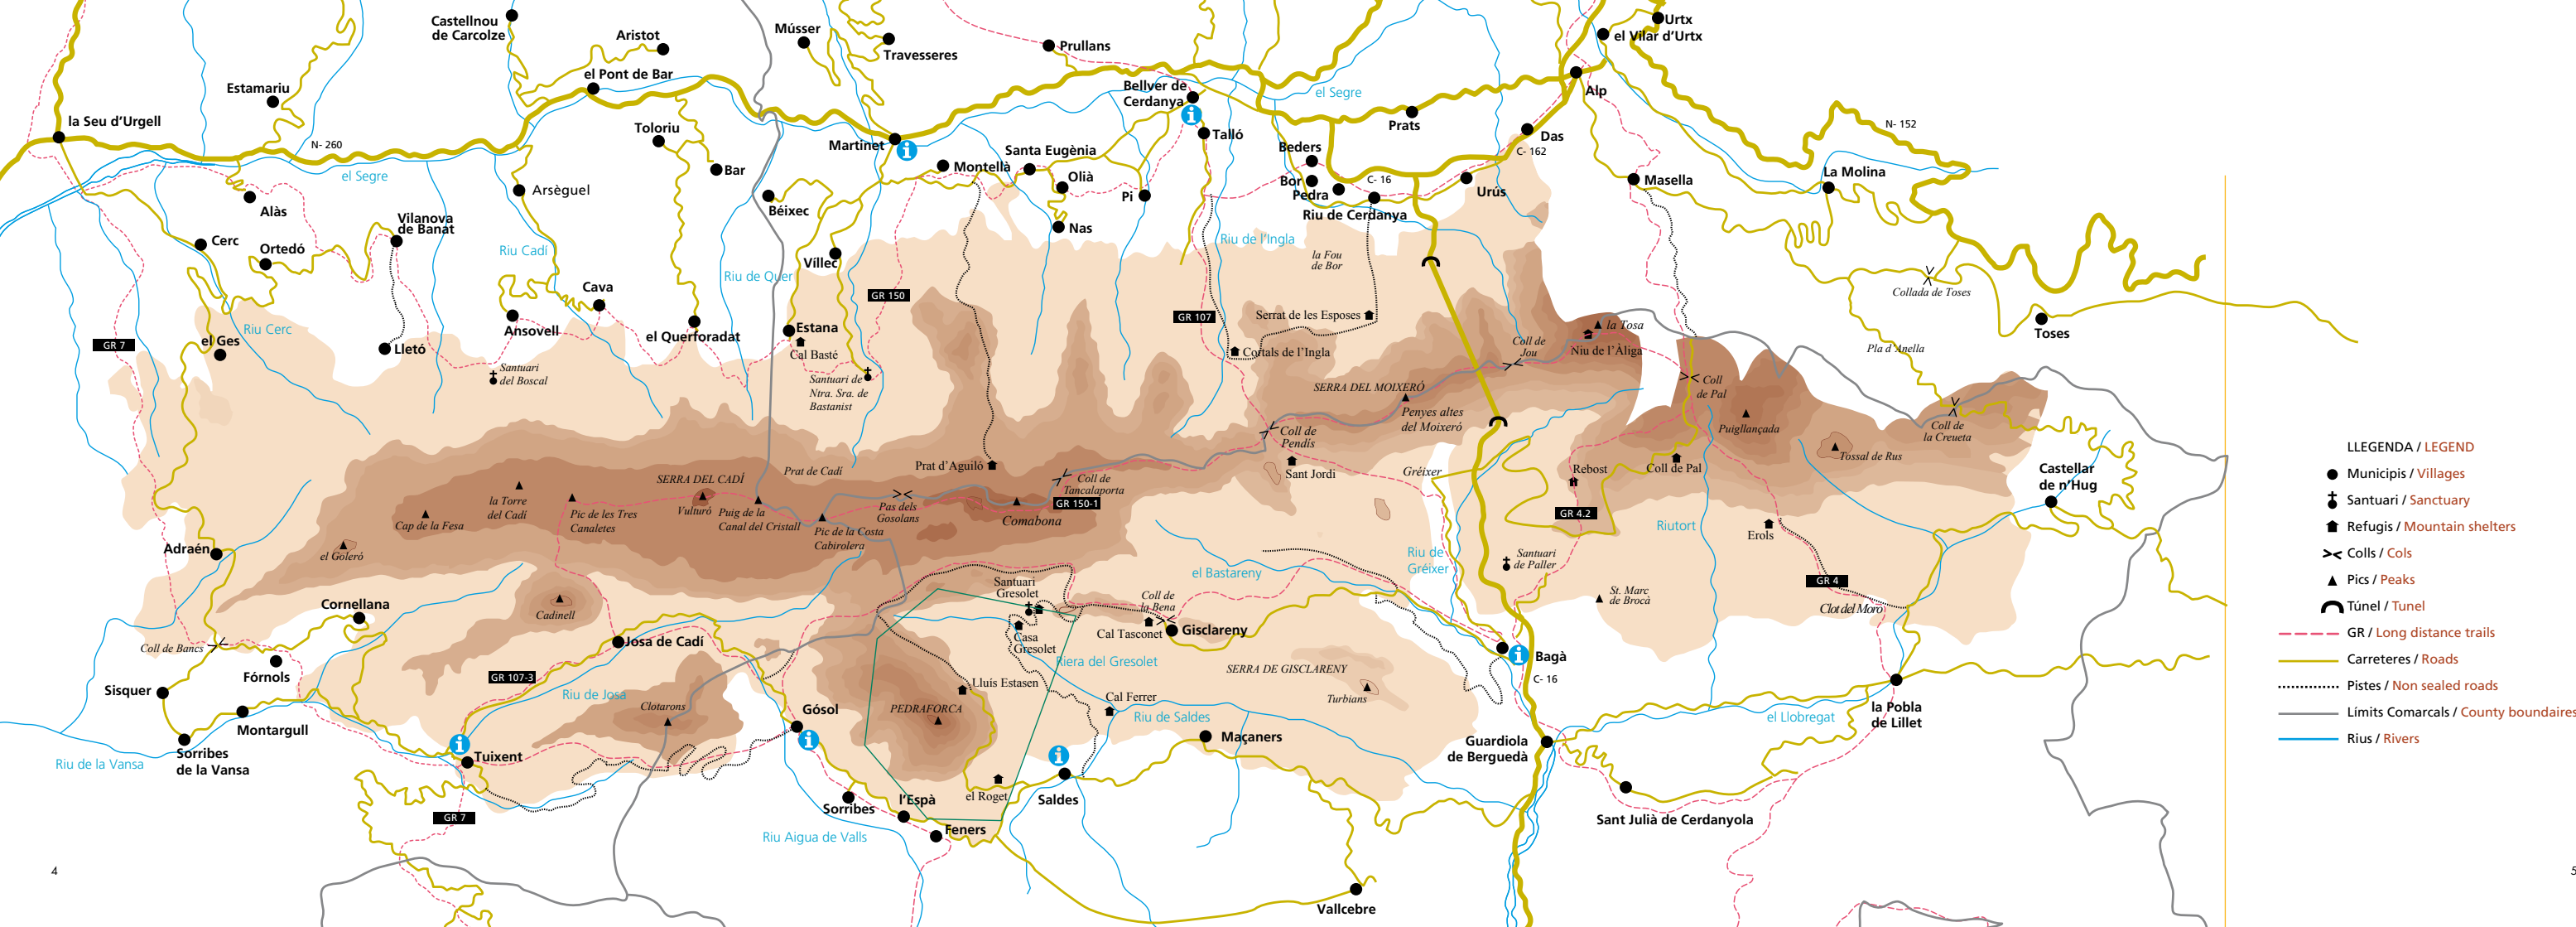 Castellnou
de Carcolze
Aristot
Músser
Travesseres
Prullans
Urtx
el Vilar d'Urtx
Estamariu
el Pont de Bar
Bellver de
Cerdanya
el Segre
Alp
la Seu d'Urgell
N- 260
Toloriu
Martinet
Talló
Prats
Das
C- 162
N- 152
el Segre
Bar
Montellà
Santa Eugènia
Olià
Pi
Beders
Bor
Pedra
C- 16
Riu de Cerdanya
Urús
Masella
La Molina
Arsèguel
Alàs
Vilanova
de Banat
Béixec
Nas
Cerc
Ortedó
Riu Cadí
Riu de Quer
Víllec
Riu de l'Ingla
la Fou
de Bor
Collada de Toses
Cava
GR 150
GR 107
Serrat de les Esposes
la Tosa
Niu de l'Àliga
Toses
Riu Cerc
el Ges
GR 7
Ansovell
el Querforadat
Estana
Cal Basté
Lletó
Cortals de l'Ingla
Coll de
Jou
Pla d'Anella
Santuari
del Boscal
Santuari de
Ntra. Sra. de
Bastanist
SERRA DEL MOIXERÓ
Penyes altes
del Moixeró
Coll
de Pal
Puigllançada
Coll de
la Creueta
Coll de
Pendís
Tossal de Rus
Prat d'Aguiló
Prat de Cadí
SERRA DEL CADÍ
Sant Jordi
Gréixer
Rebost
Coll de Pal
Castellar
de n'Hug
Coll de
Tancalaporta
GR 150-1
la Torre
del Cadí
Cap de la Fesa
Pic de les Tres
Canaletes
Vulturó
Puig de la
Canal del Cristall
Pas dels
Gosolans
Comabona
Pic de la Costa
Cabirolera
GR 4.2
Riutort
Erols
Adraén
el Goleró
Riu de
Gréixer
Santuari
de Paller
el Bastareny
GR 4
Clot del Moro
St. Marc
de Brocà
Cornellana
Cadinell
Santuari
Gresolet
Casa
Gresolet
Coll de
la Bena
Cal Tasconet
Gisclareny
Coll de Bancs
Fórnols
Josa de Cadí
Riera del Gresolet
SERRA DE GISCLARENY
Turbians
Bagà
C- 16
GR 107-3
Riu de Josa
Lluis Estasen
Cal Ferrer
Riu de Saldes
Sisquer
Montargull
Clotarons
Gósol
PEDRAFORCA
Maçaners
Guardiola
de Berguedà
el Llobregat
la Pobla
de Lillet
Sorribes
de la Vansa
Riu de la Vansa
Tuixent
el Roget
Saldes
l'Espà
Sorribes
GR 7
Feners
Riu Aigua de Valls
Sant Julià de Cerdanyola
Vallcebre
4
LLEGENDA / LEGEND
Municipis / Villages
Santuari / Sanctuary
Refugis / Mountain shelters
Colls / Cols
Pics / Peaks
Túnel / Tunel
GR / Long distance trails
Carreteres / Roads
Pistes / Non sealed roads
Límits Comarcals / County boundaires
Rius / Rivers
5